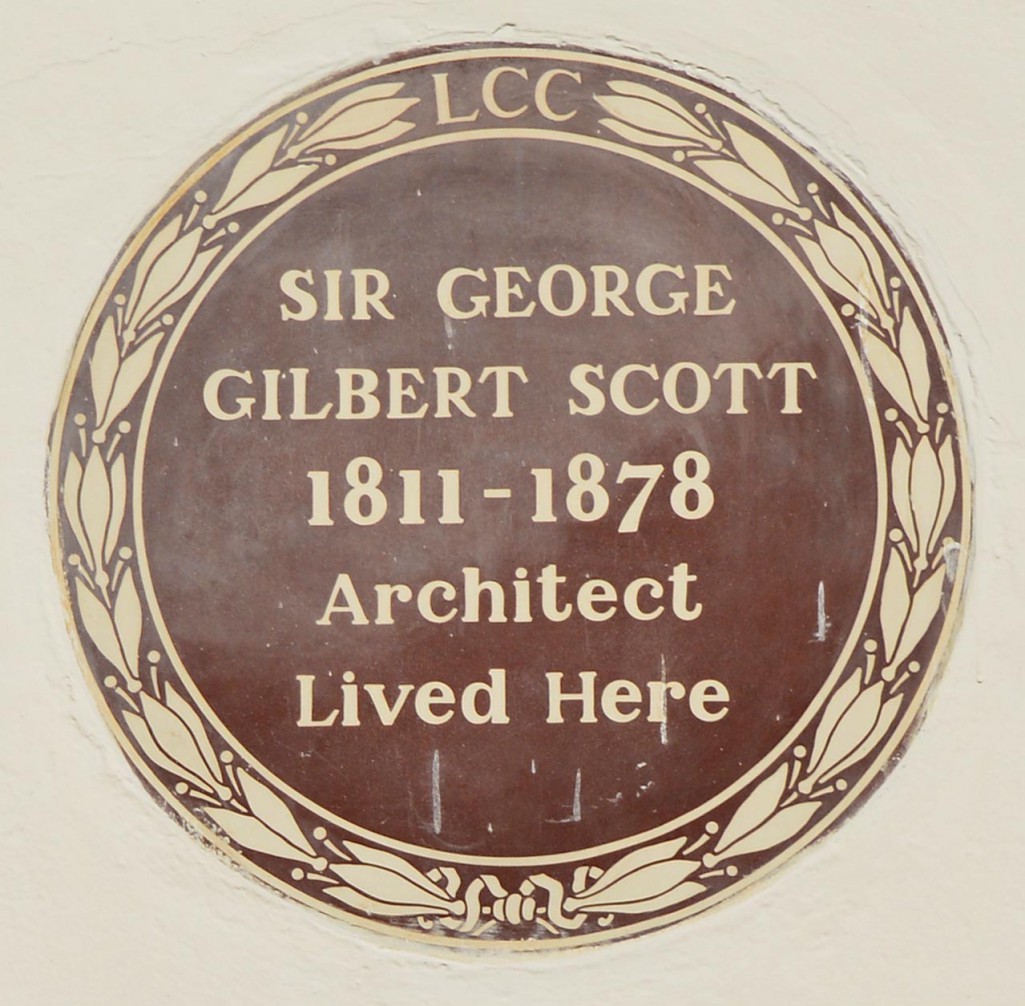 LCC
SIR GEORGE
GILBERT SCOTT
1811-1878
Architect
Lived Here